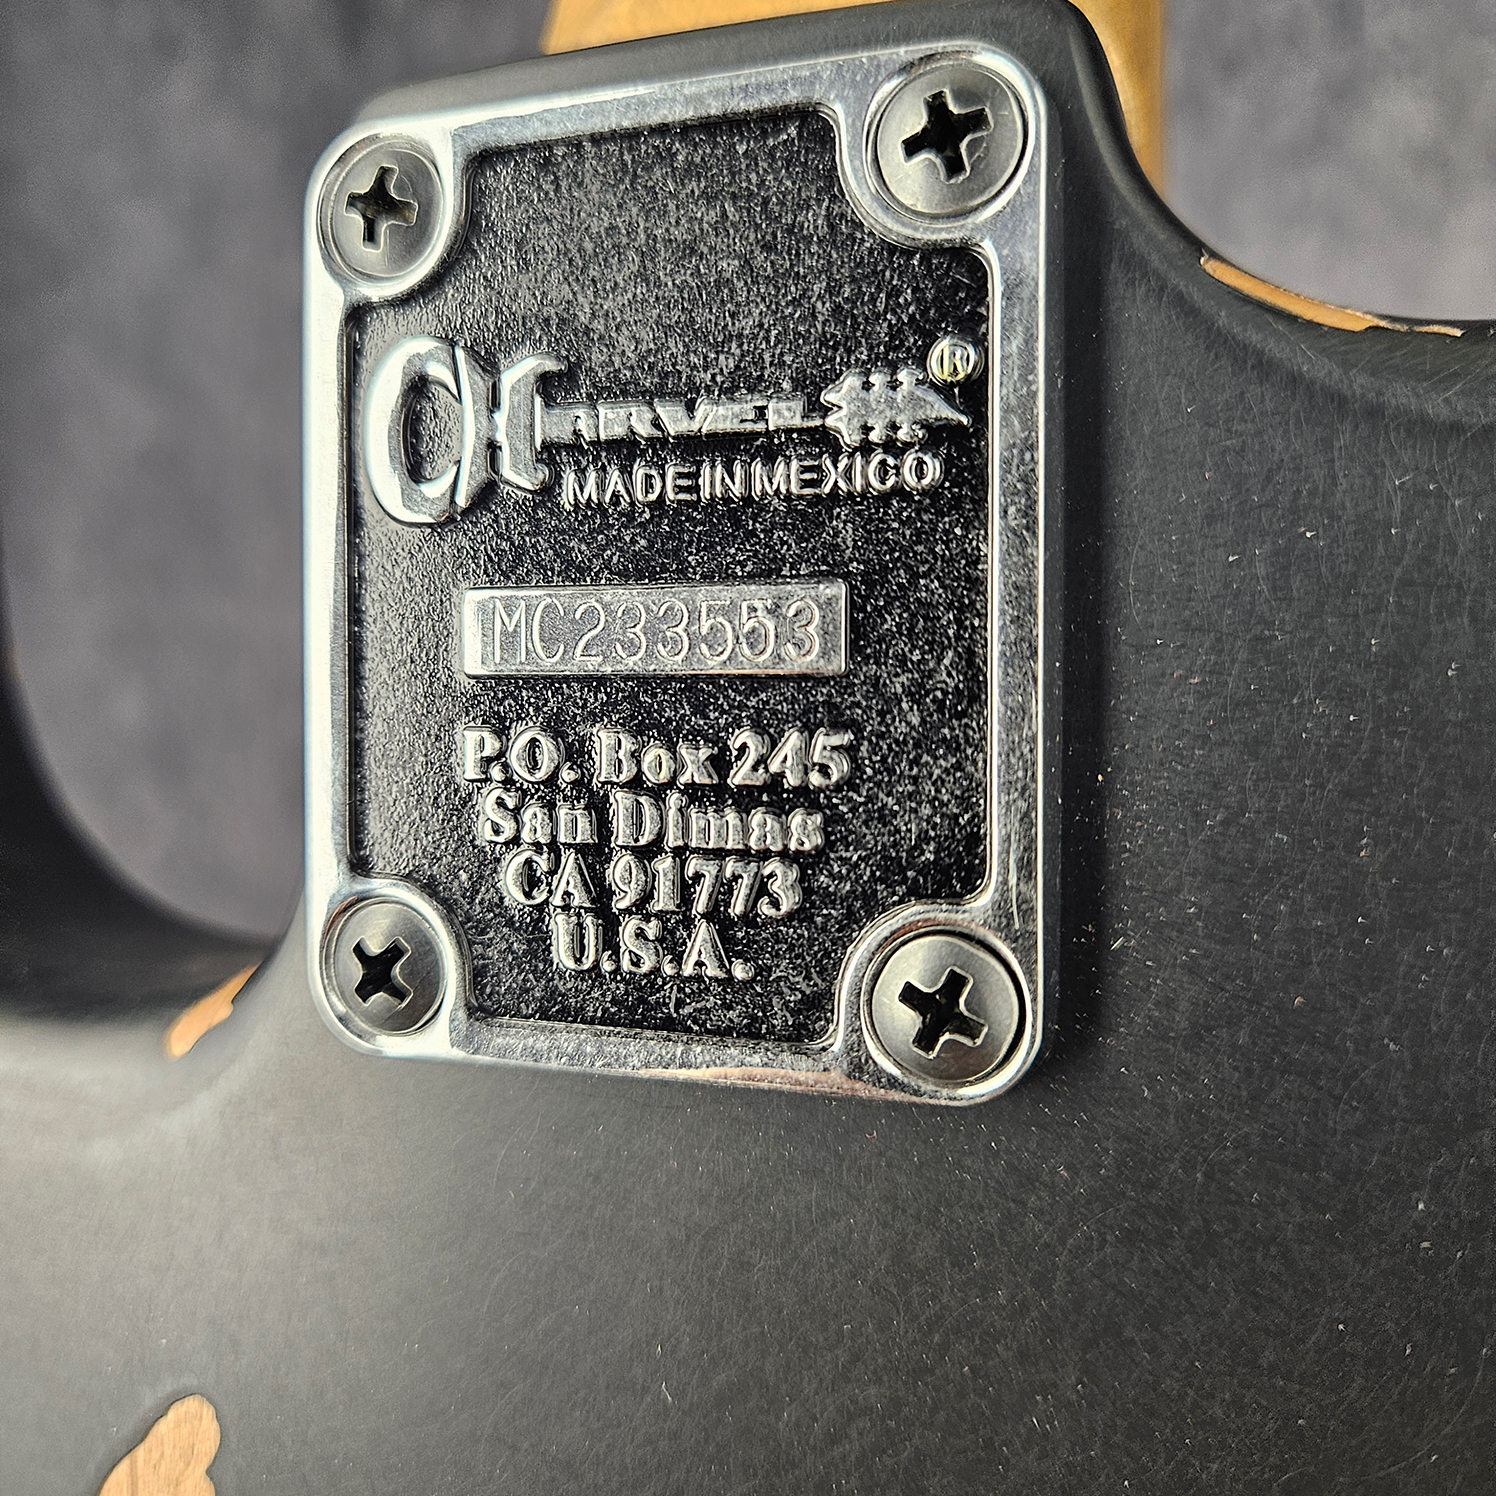 CHARVEL®
MADE IN MEXICO
MC233553
P.O. Box 245
San Dimas
CA 91773
U.S.A.